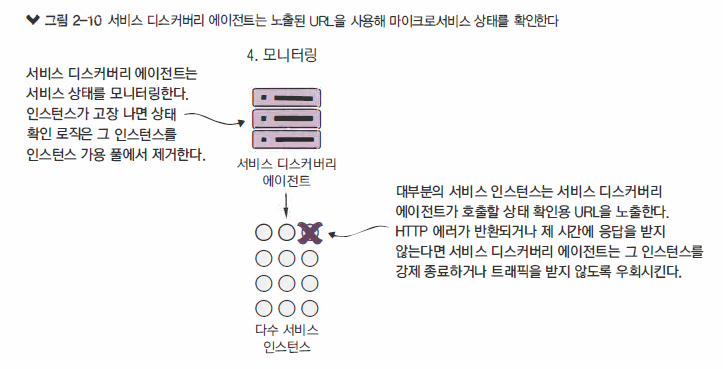 그림 2-10 서비스 디스커버리 에이전트는 노출된 URL을 사용해 마이크로서비스 상태를 확인한다
4. 모니터링
서비스 디스커버리 에이전트는
서비스 상태를 모니터링한다.
인스턴스가 고장 나면 상태
확인 로직은 그 인스턴스를
인스턴스 가용 풀에서 제거한다.
서비스 디스커버리
에이전트
대부분의 서비스 인스턴스는 서비스 디스커버리
에이전트가 호출할 상태 확인용 URL을 노출한다.
HTTP 에러가 반환되거나 제 시간에 응답을 받지
않는다면 서비스 디스커버리 에이전트는 그 인스턴스를
강제 종료하거나 트래픽을 받지 않도록 우회시킨다.
다수 서비스
인스턴스